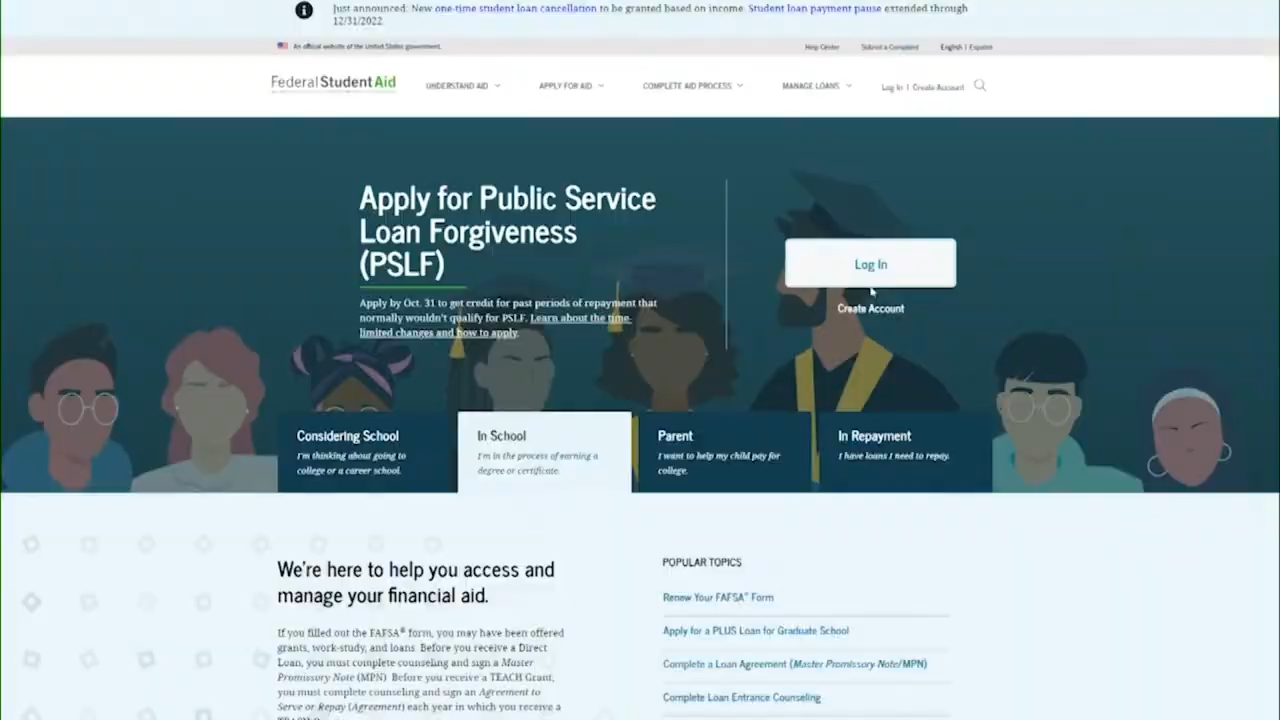 Just announced: New one-time student loan cancellation to be granted based on income. Student loan payment pause extended through
12/31/2022
An official website of the United States government.
Help Center Submit a Complaint English | Español
Federal Student Aid UNDERSTAND AID APPLY FOR AID COMPLETE AID PROCESS MANAGE LOANS Log In | Create Account
Apply for Public Service
Loan Forgiveness
(PSLF)
Apply by Oct. 31 to get credit for past periods of repayment that
normally wouldn't qualify for PSLF. Learn about the time-
limited changes and how to apply.
Log In
Create Account
Considering School
I'm thinking about going to
college or a career school.
In School
I'm in the process of earning a
degree or certificate.
Parent
I want to help my child pay for
college.
In Repayment
I have loans I need to repay.
We're here to help you access and
manage your financial aid.
If you filled out the FAFSA® form, you may have been offered
grants, work-study, and loans. Before you receive a Direct
Loan, you must complete counseling and sign a Master
Promissory Note (MPN). Before you receive a TEACH Grant,
you must complete counseling and sign an Agreement to
Serve or Repay (Agreement) each year in which you receive a
POPULAR TOPICS
Renew Your FAFSA® Form
Apply for a PLUS Loan for Graduate School
Complete a Loan Agreement (Master Promissory Note/MPN)
Complete Loan Entrance Counseling